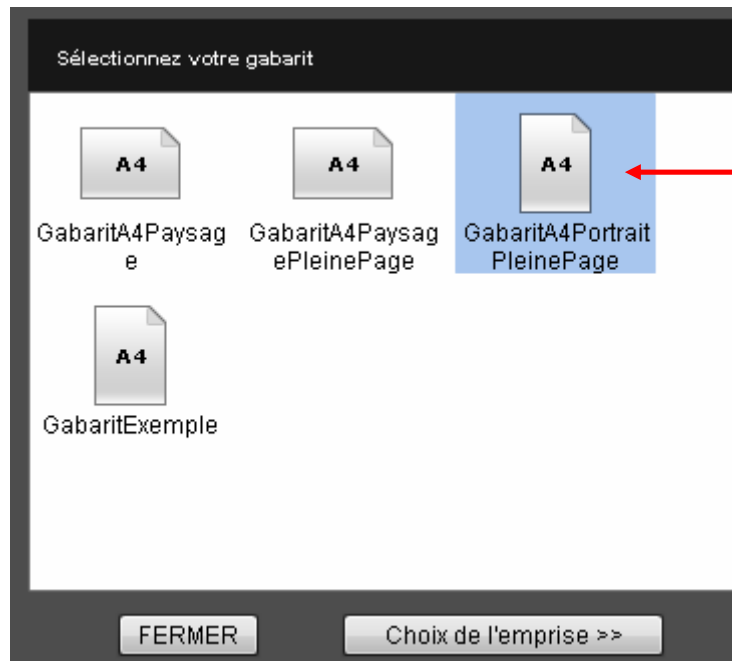 Sélectionnez votre gabarit
A4 A4 A4
GabaritA4Paysag GabaritA4Paysag GabaritA4Portrait
e ePleinePage PleinePage
A4
GabaritExemple
FERMER Choix de l'emprise >>